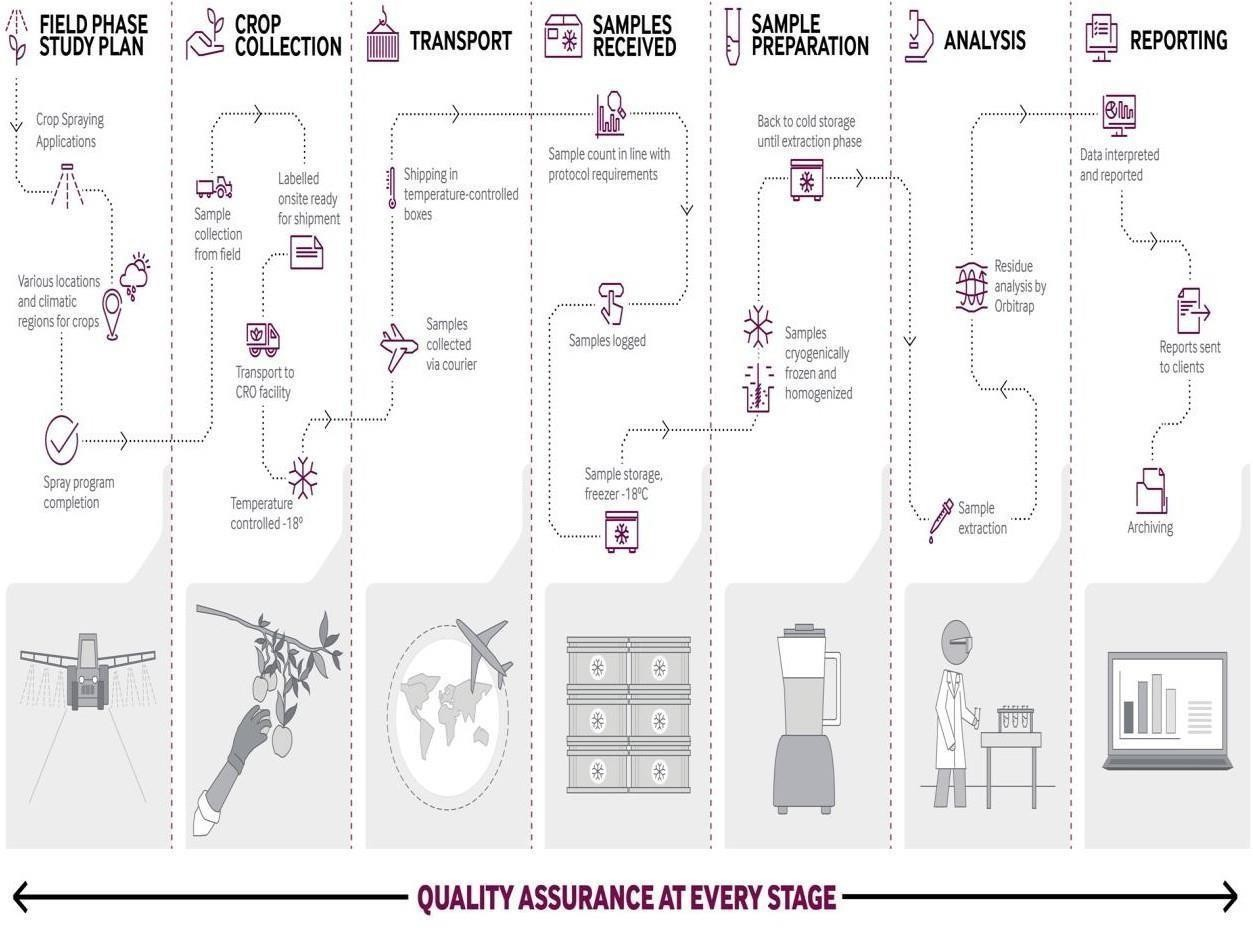 FIELD PHASE
STUDY PLAN
Crop Spraying
Applications
Various locations
and climatic
regions for crops
Spray program
completion
CROP
COLLECTION
Sample
collection
from field
Labelled
onsite ready
for shipment
Transport to
CRO facility
Temperature
controlled -18º
TRANSPORT
Shipping in
temperature-controlled
boxes
Samples
collected
via courier
SAMPLES
RECEIVED
Sample count in line with
protocol requirements
Samples logged
Sample storage,
freezer -18ºC
SAMPLE
PREPARATION
Back to cold storage
until extraction phase
Samples
cryogenically
frozen and
homogenized
ANALYSIS
Residue
analysis by
Orbitrap
Sample
extraction
REPORTING
Data interpreted
and reported
Reports sent
to clients
Archiving
QUALITY ASSURANCE AT EVERY STAGE